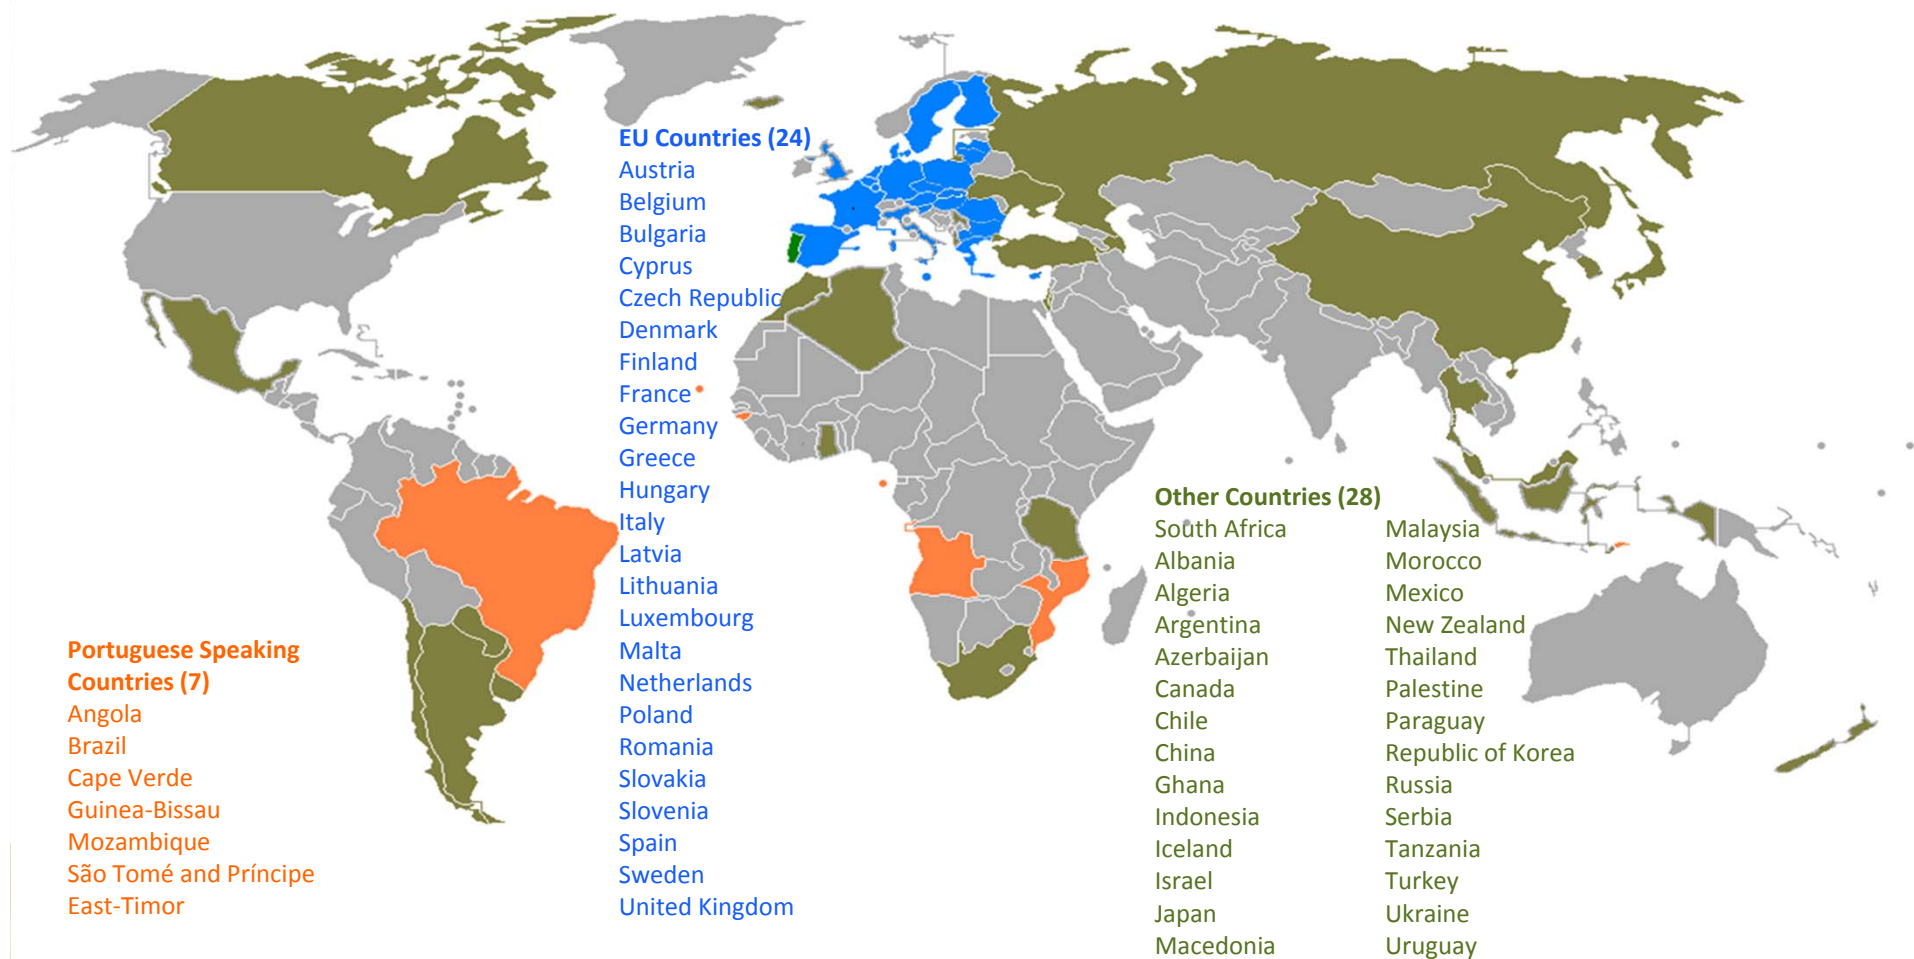 EU Countries (24)
Austria
Belgium
Bulgaria
Cyprus
Czech Republic
Denmark
Finland
France
Germany
Greece
Hungary
Italy
Latvia
Lithuania
Luxembourg
Malta
Netherlands
Poland
Romania
Slovakia
Slovenia
Spain
Sweden
United Kingdom
Portuguese Speaking
Countries (7)
Angola
Brazil
Cape Verde
Guinea-Bissau
Mozambique
São Tomé and Príncipe
East-Timor
Other Countries (28)
South Africa
Albania
Algeria
Argentina
Azerbaijan
Canada
Chile
China
Ghana
Indonesia
Iceland
Israel
Japan
Macedonia
Malaysia
Morocco
Mexico
New Zealand
Thailand
Palestine
Paraguay
Republic of Korea
Russia
Serbia
Tanzania
Turkey
Ukraine
Uruguay